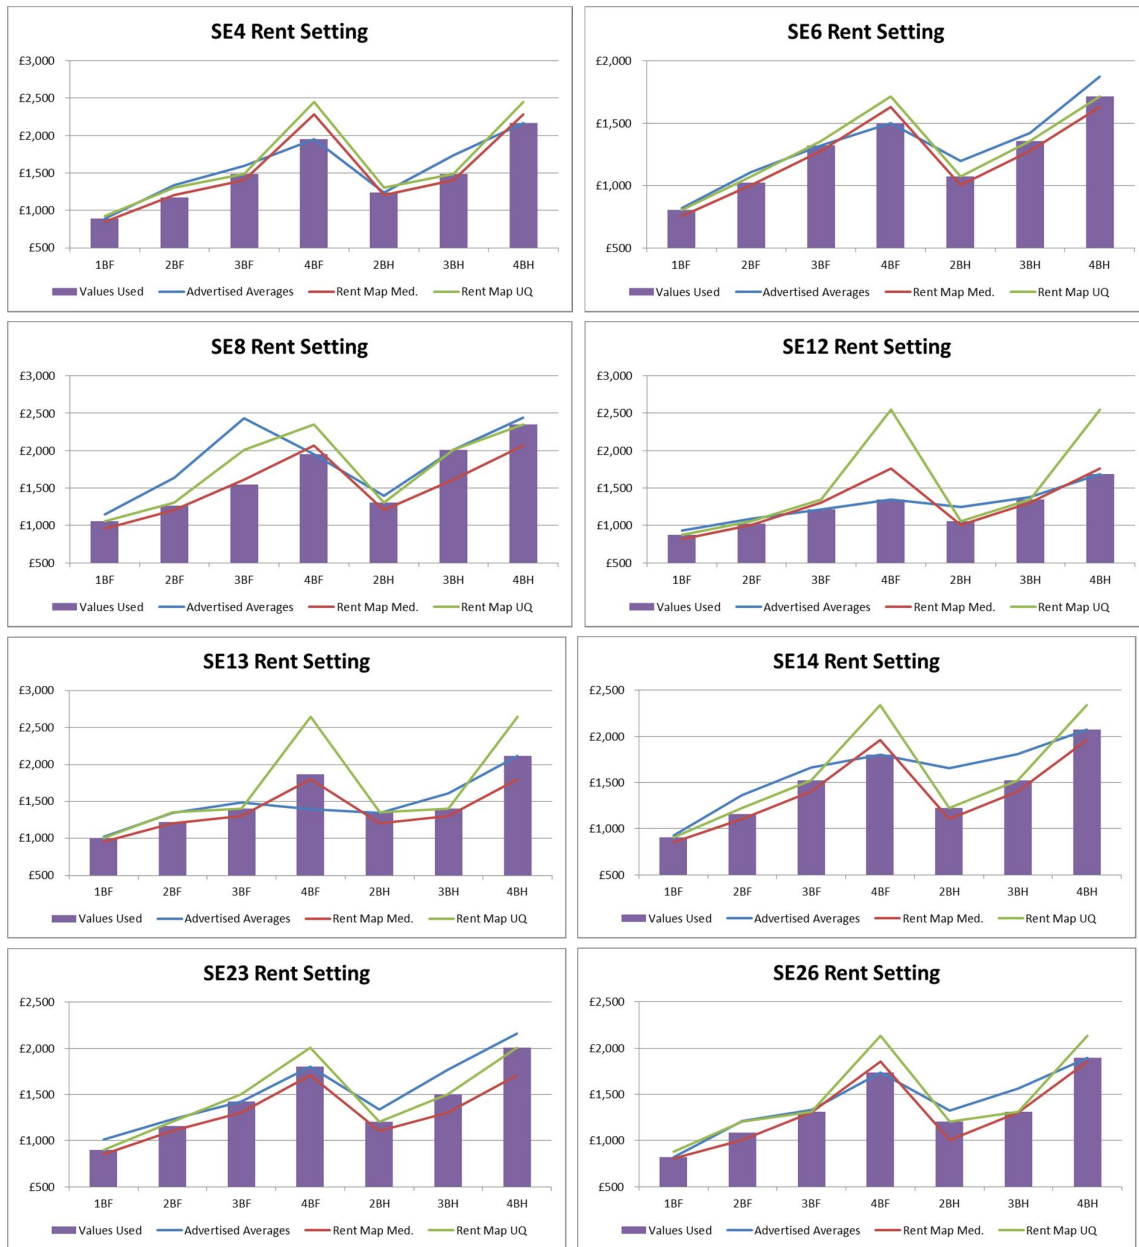 SE4 Rent Setting
£3,000
£2,500
£2,000
£1,500
£1,000
£500
1BF 2BF 3BF 4BF 2BH 3BH 4BH
Values Used Advertised Averages Rent Map Med. Rent Map UQ
SE6 Rent Setting
£2,000
£1,500
£1,000
£500
1BF 2BF 3BF 4BF 2BH 3BH 4BH
Values Used Advertised Averages Rent Map Med. Rent Map UQ
SE8 Rent Setting
£3,000
£2,500
£2,000
£1,500
£1,000
£500
1BF 2BF 3BF 4BF 2BH 3BH 4BH
Values Used Advertised Averages Rent Map Med. Rent Map UQ
SE12 Rent Setting
£3,000
£2,500
£2,000
£1,500
£1,000
£500
1BF 2BF 3BF 4BF 2BH 3BH 4BH
Values Used Advertised Averages Rent Map Med. Rent Map UQ
SE13 Rent Setting
£3,000
£2,500
£2,000
£1,500
£1,000
£500
1BF 2BF 3BF 4BF 2BH 3BH 4BH
Values Used Advertised Averages Rent Map Med. Rent Map UQ
SE14 Rent Setting
£2,500
£2,000
£1,500
£1,000
£500
1BF 2BF 3BF 4BF 2BH 3BH 4BH
Values Used Advertised Averages Rent Map Med. Rent Map UQ
SE23 Rent Setting
£2,500
£2,000
£1,500
£1,000
£500
1BF 2BF 3BF 4BF 2BH 3BH 4BH
Values Used Advertised Averages Rent Map Med. Rent Map UQ
SE26 Rent Setting
£2,500
£2,000
£1,500
£1,000
£500
1BF 2BF 3BF 4BF 2BH 3BH 4BH
Values Used Advertised Averages Rent Map Med. Rent Map UQ